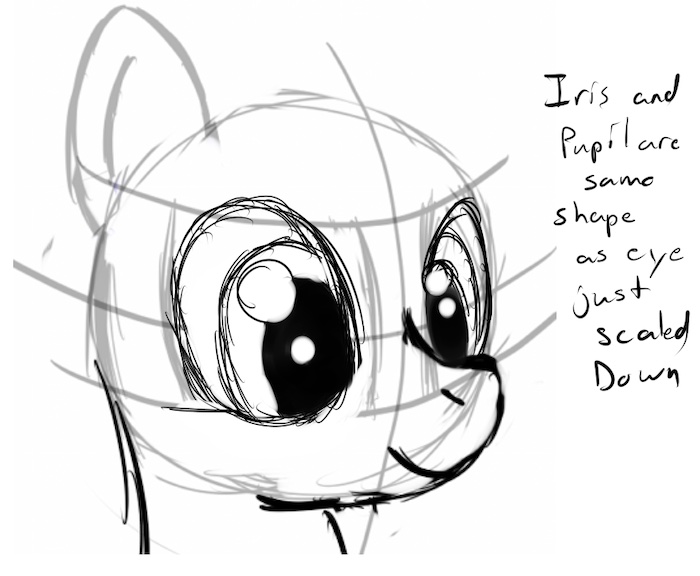 Iris and
Pupil are
same
shape
as eye
just
scaled
Down